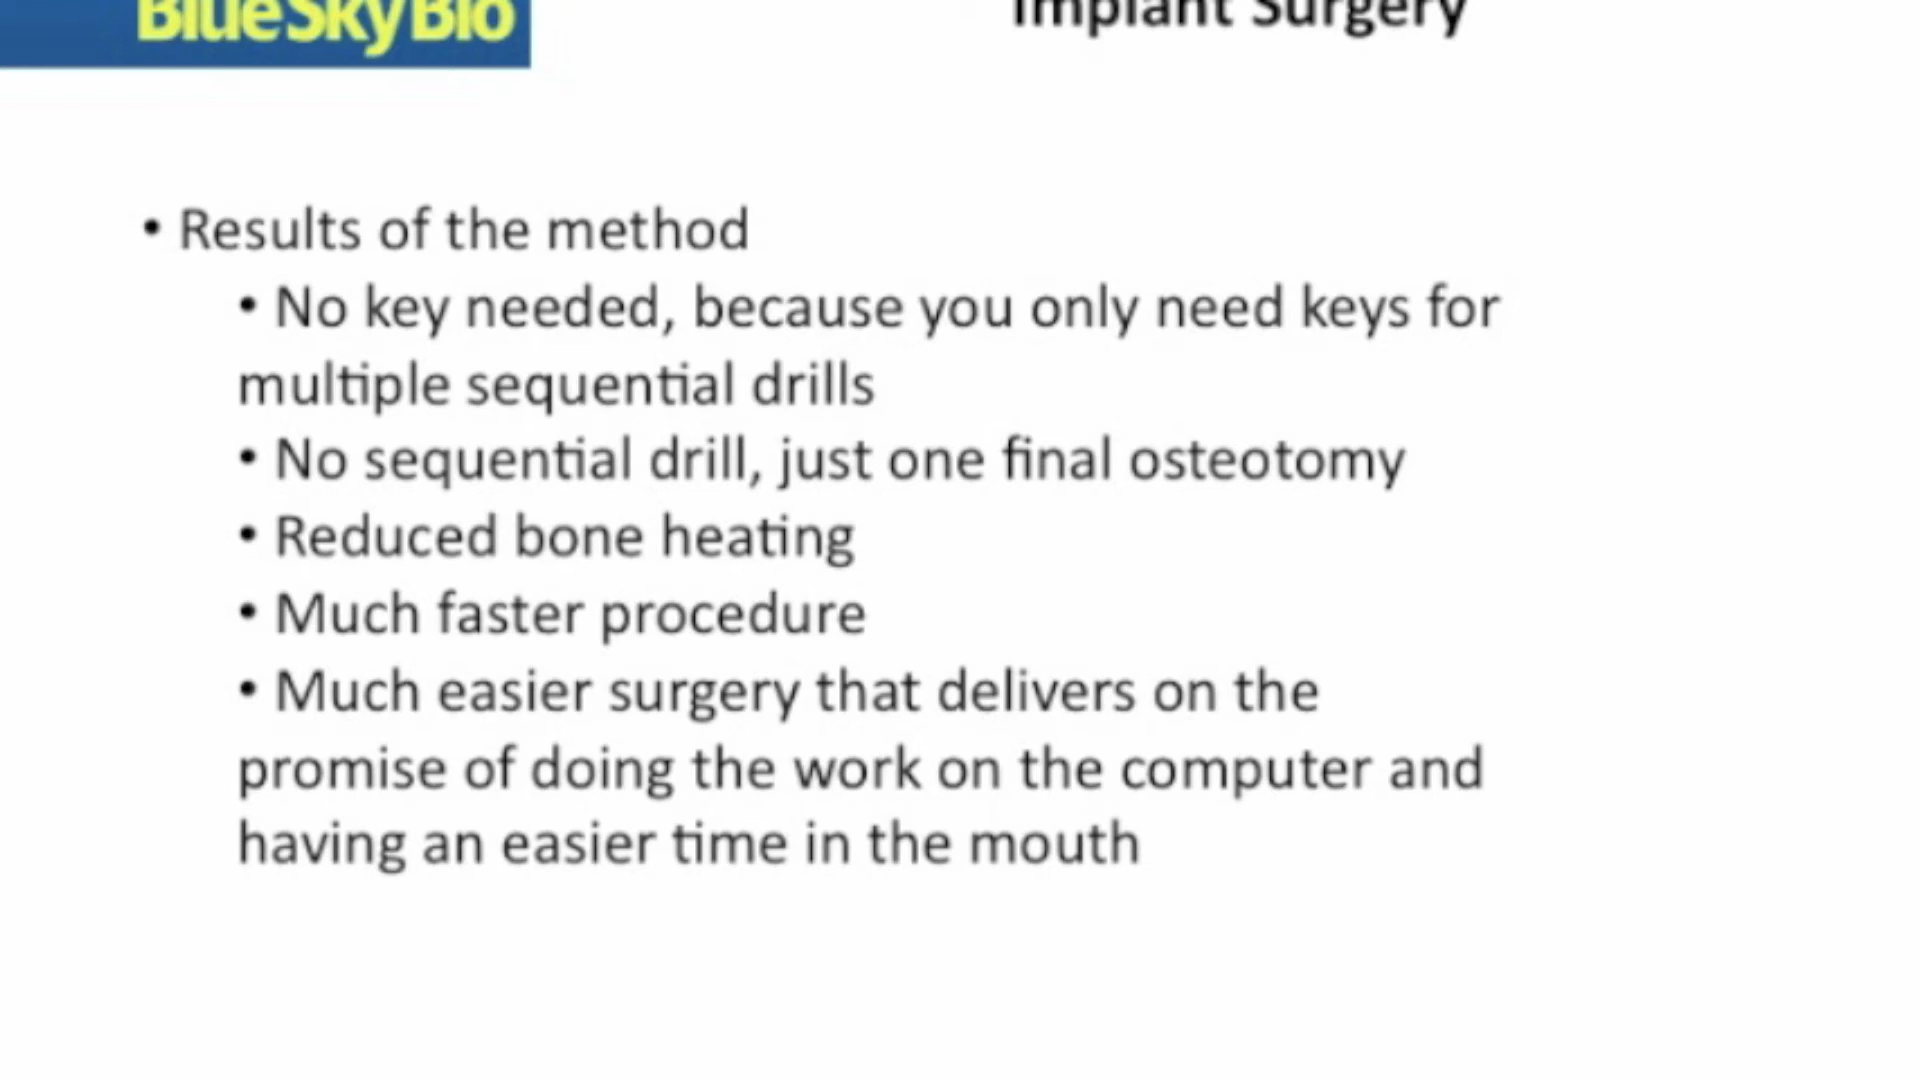 BlueSkyBio
Implant Surgery
• Results of the method
• No key needed, because you only need keys for
multiple sequential drills
• No sequential drill, just one final osteotomy
• Reduced bone heating
• Much faster procedure
• Much easier surgery that delivers on the
promise of doing the work on the computer and
having an easier time in the mouth